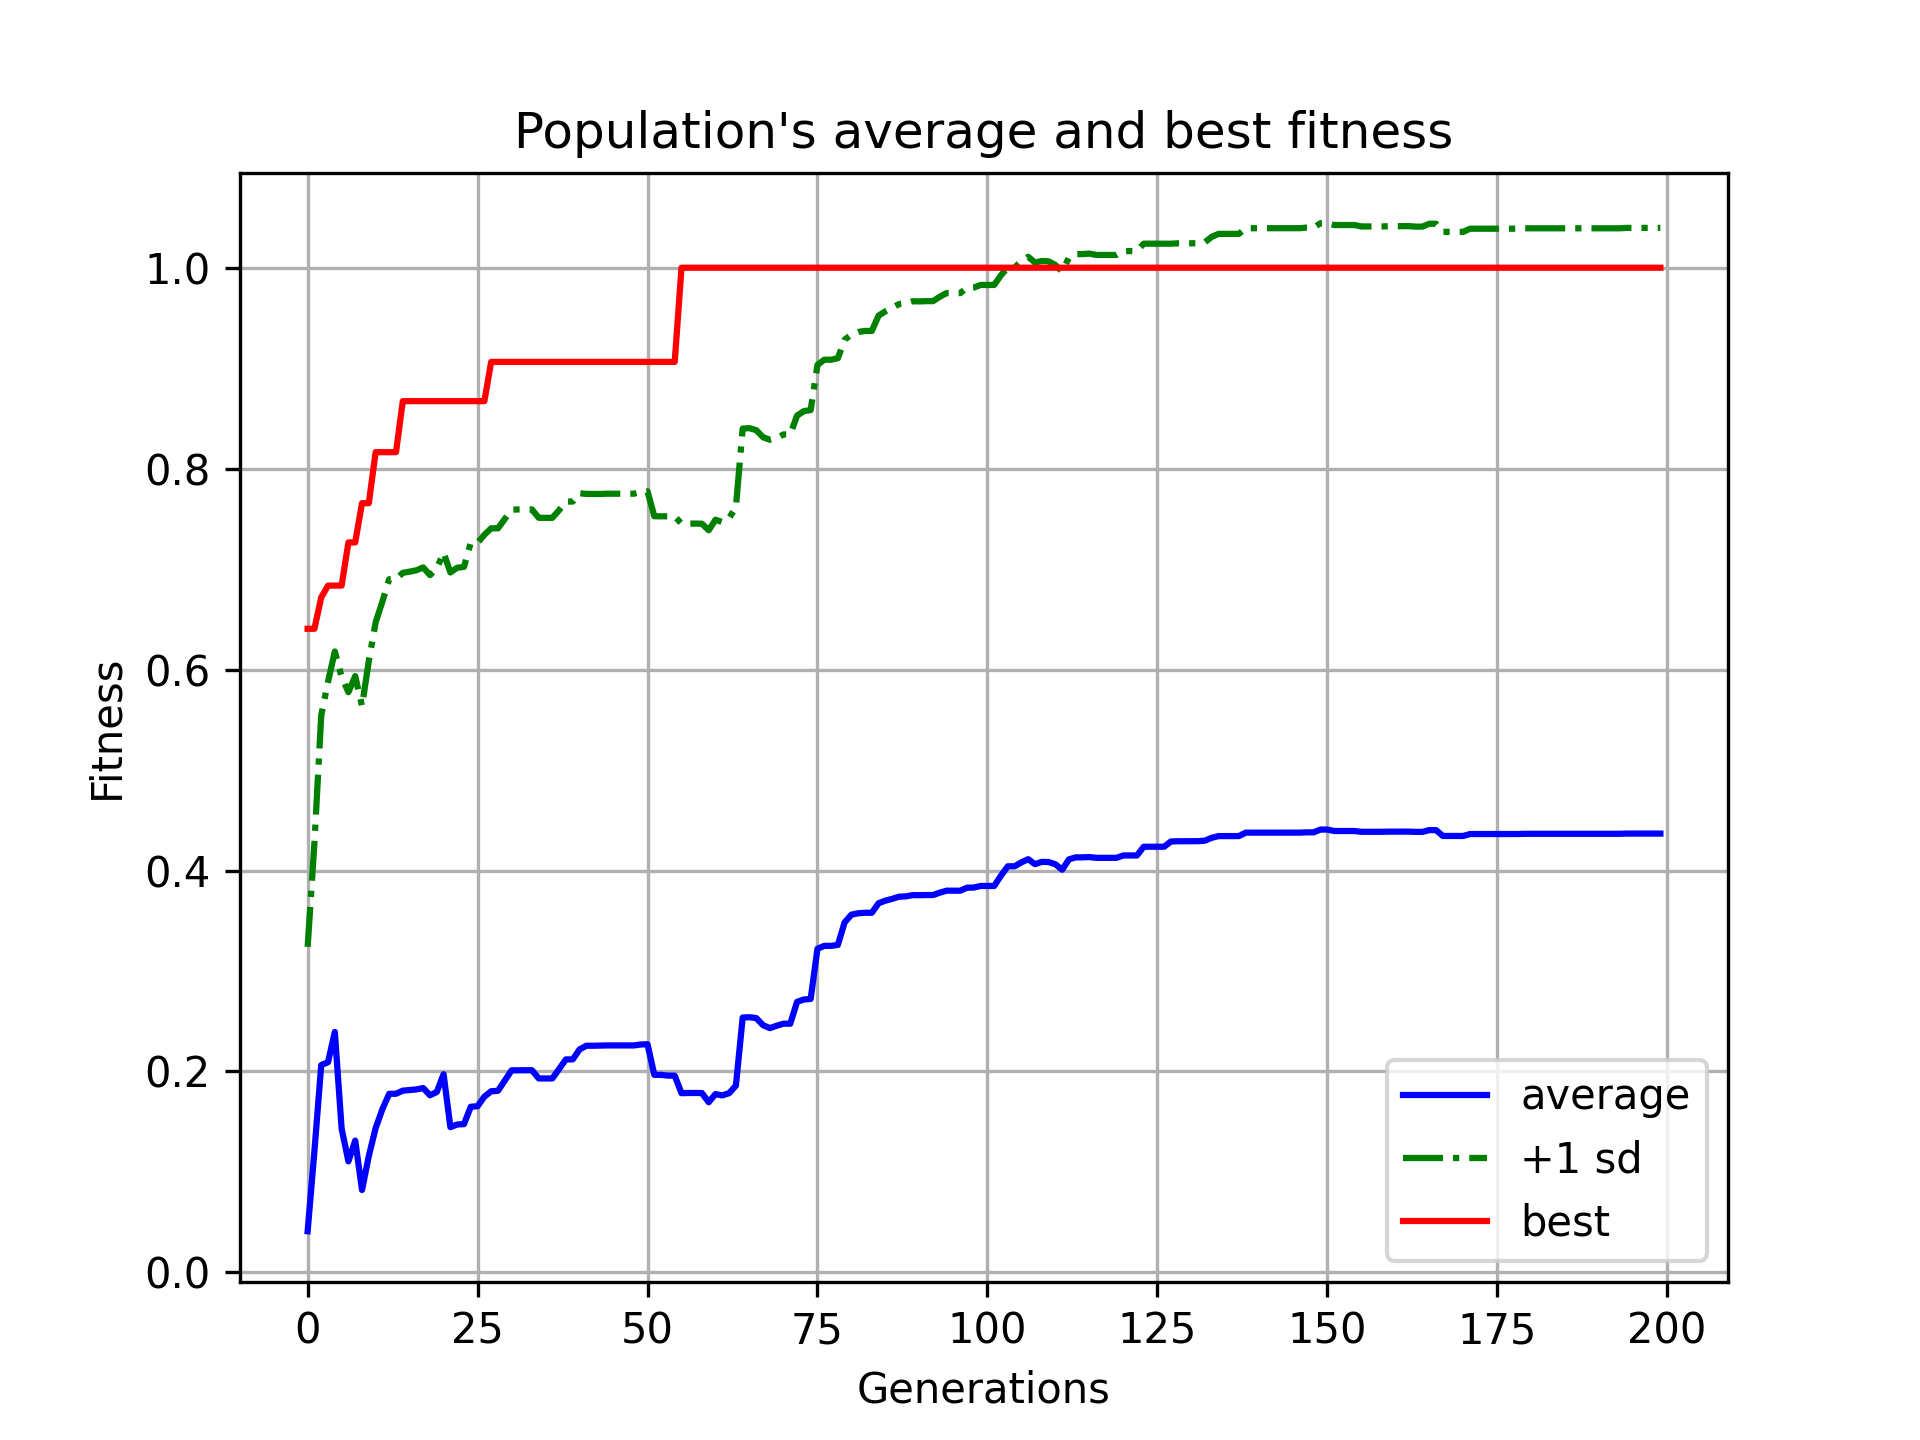 Population's average and best fitness
Fitness
1.0
0.8
0.6
0.4
0.2
0.0
average
+1 sd
best
0 25 50 75 100 125 150 175 200
Generations